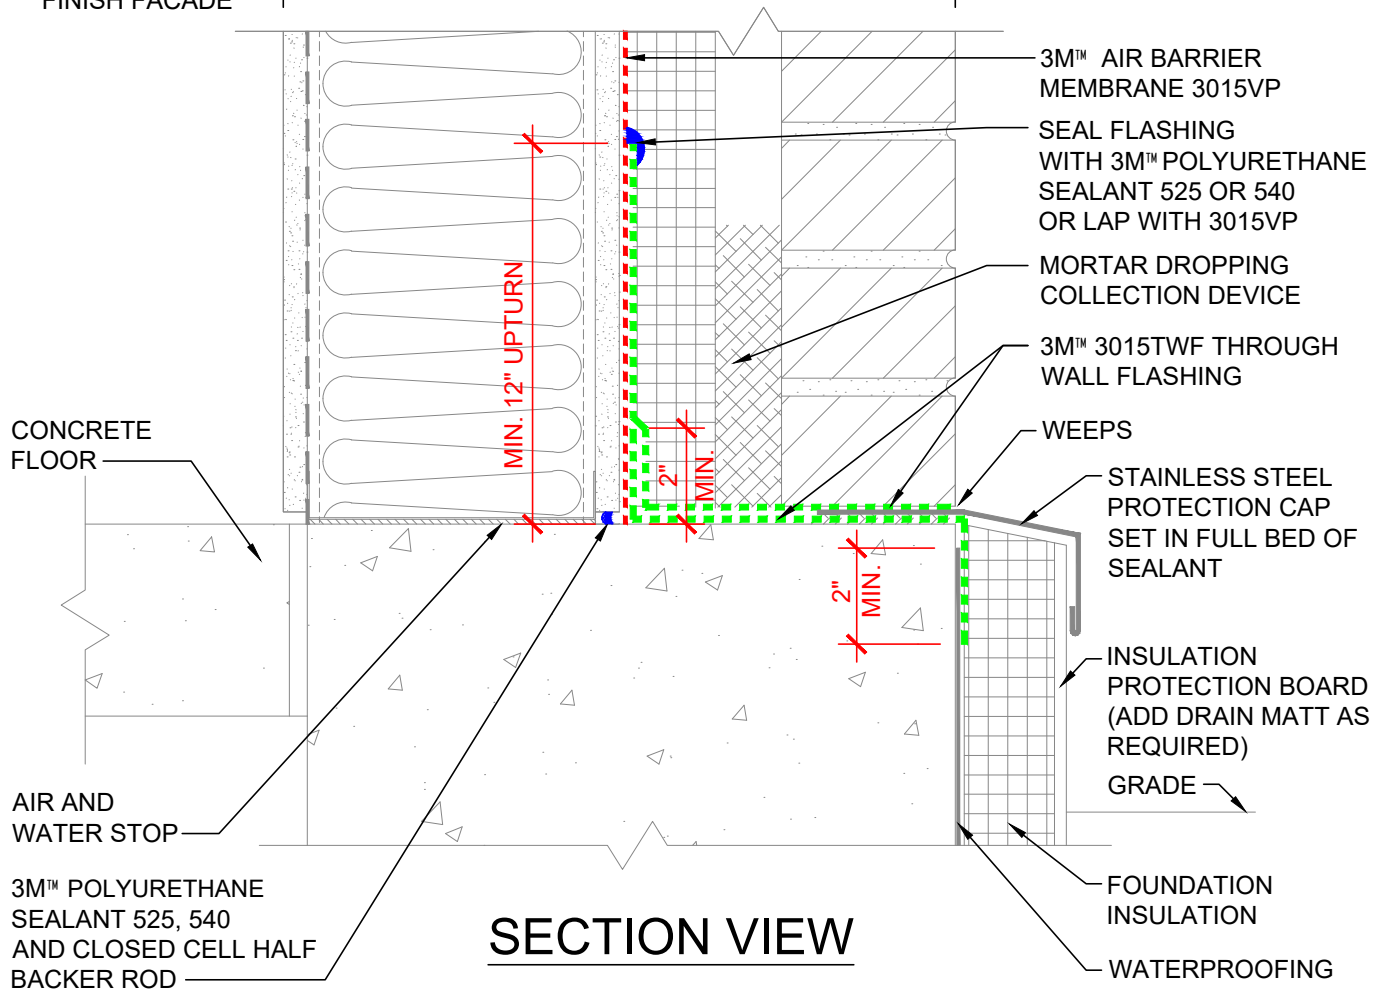 FINISH FACADE
3M™ AIR BARRIER
MEMBRANE 3015VP
SEAL FLASHING
WITH 3M™ POLYURETHANE
SEALANT 525 OR 540
OR LAP WITH 3015VP
MORTAR DROPPING
COLLECTION DEVICE
3M™ 3015TWF THROUGH
WALL FLASHING
WEEPS
STAINLESS STEEL
PROTECTION CAP
SET IN FULL BED OF
SEALANT
INSULATION
PROTECTION BOARD
(ADD DRAIN MATT AS
REQUIRED)
GRADE
FOUNDATION
INSULATION
WATERPROOFING
MIN. 12" UPTURN
2"
MIN.
2"
MIN.
CONCRETE
FLOOR
AIR AND
WATER STOP
3M™ POLYURETHANE
SEALANT 525, 540
AND CLOSED CELL HALF
BACKER ROD
SECTION VIEW